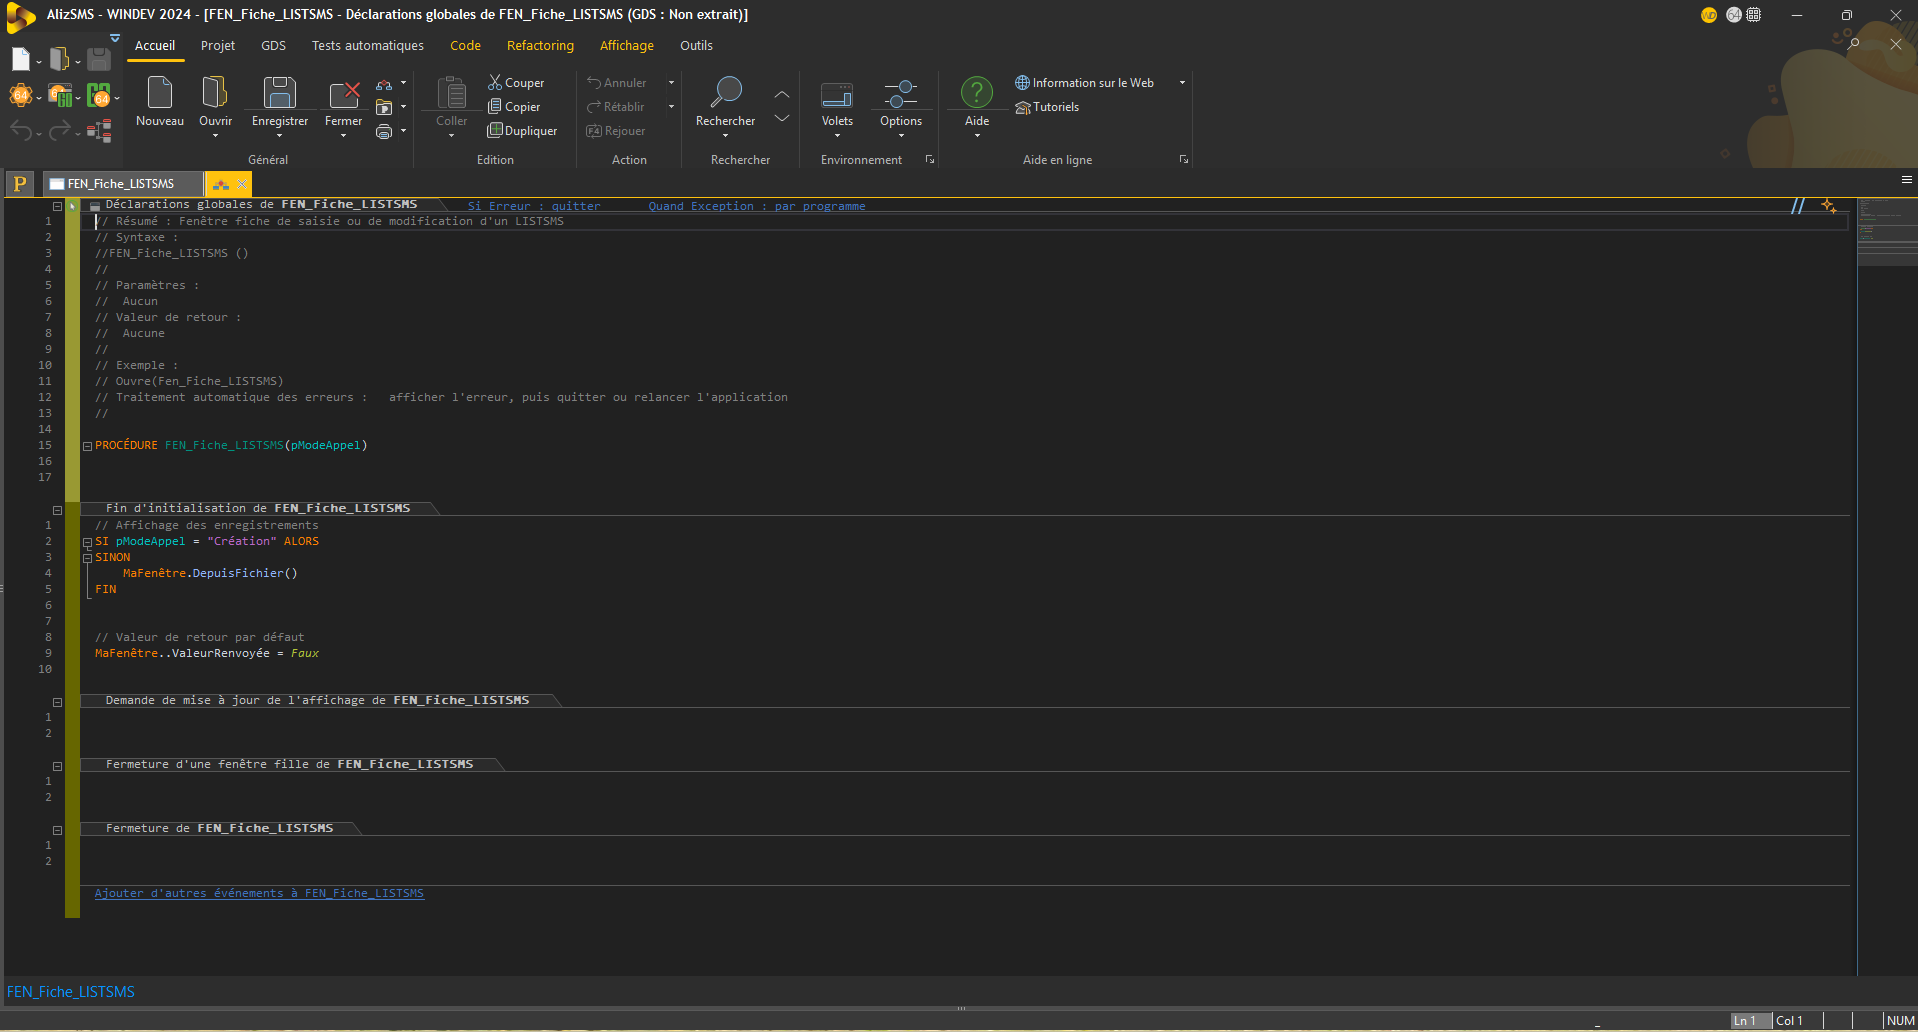 AlizSMS - WINDEV 2024 - [FEN_Fiche_LISTSMS - Déclarations globales de FEN_Fiche_LISTSMS (GDS : Non extrait)]
WD 64
Accueil Projet GDS Tests automatiques Code Refactoring Affichage Outils
64 GO GO 64
Nouveau Ouvrir Enregistrer Fermer
Général
Coller
Couper
Copier
Dupliquer
Edition
Annuler
Rétablir
F4 Rejouer
Action
Rechercher
Rechercher
Volets Options
Environnement
Aide
Information sur le Web
Tutoriels
Aide en ligne
P FEN_Fiche_LISTSMS
Déclarations globales de FEN_Fiche_LISTSMS Si Erreur : quitter Quand Exception : par programme
1 // Résumé : Fenêtre fiche de saisie ou de modification d'un LISTSMS
2 // Syntaxe :
3 //FEN_Fiche_LISTSMS ()
4 //
5 // Paramètres :
6 // Aucun
7 // Valeur de retour :
8 // Aucune
9 //
10 // Exemple :
11 // Ouvre(Fen_Fiche_LISTSMS)
12 // Traitement automatique des erreurs : afficher l'erreur, puis quitter ou relancer l'application
13 //
14
15 PROCÉDURE FEN_Fiche_LISTSMS(pModeAppel)
16
17
Fin d'initialisation de FEN_Fiche_LISTSMS
1 // Affichage des enregistrements
2 SI pModeAppel = "Création" ALORS
3 SINON
4 MaFenêtre.DepuisFichier()
5 FIN
6
7
8 // Valeur de retour par défaut
9 MaFenêtre..ValeurRenvoyée = Faux
10
Demande de mise à jour de l'affichage de FEN_Fiche_LISTSMS
1
2
Fermeture d'une fenêtre fille de FEN_Fiche_LISTSMS
1
2
Fermeture de FEN_Fiche_LISTSMS
1
2
Ajouter d'autres événements à FEN_Fiche_LISTSMS
FEN_Fiche_LISTSMS
Ln 1 Col 1 NUM